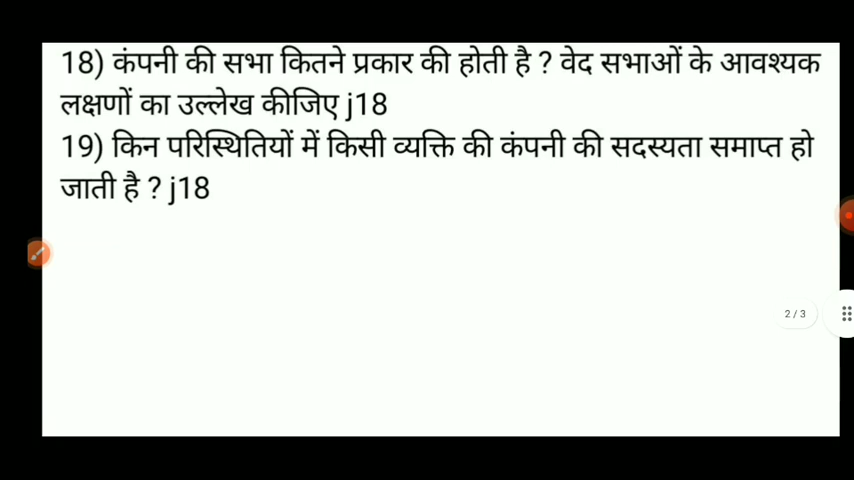 18) कंपनी की सभा कितने प्रकार की होती है ? वेद सभाओं के आवश्यक
लक्षणों का उल्लेख कीजिए j18
19) किन परिस्थितियों में किसी व्यक्ति की कंपनी की सदस्यता समाप्त हो
जाती है ? j18
2/3